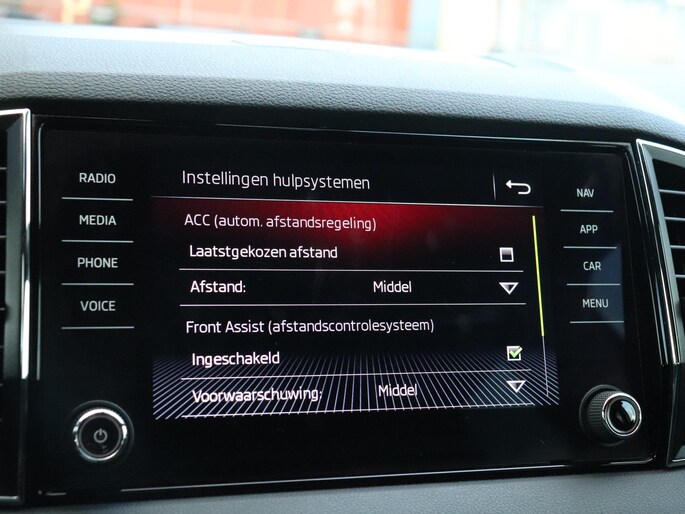 Instellingen hulpsystemen
RADIO
MEDIA
PHONE
VOICE
ACC (autom. afstandsregeling)
Laatstgekozen afstand
Afstand: Middel
Front Assist (afstandscontrolesysteem)
Ingeschakeld
Voorwaarschuwing: Middel
NAV
APP
CAR
MENU